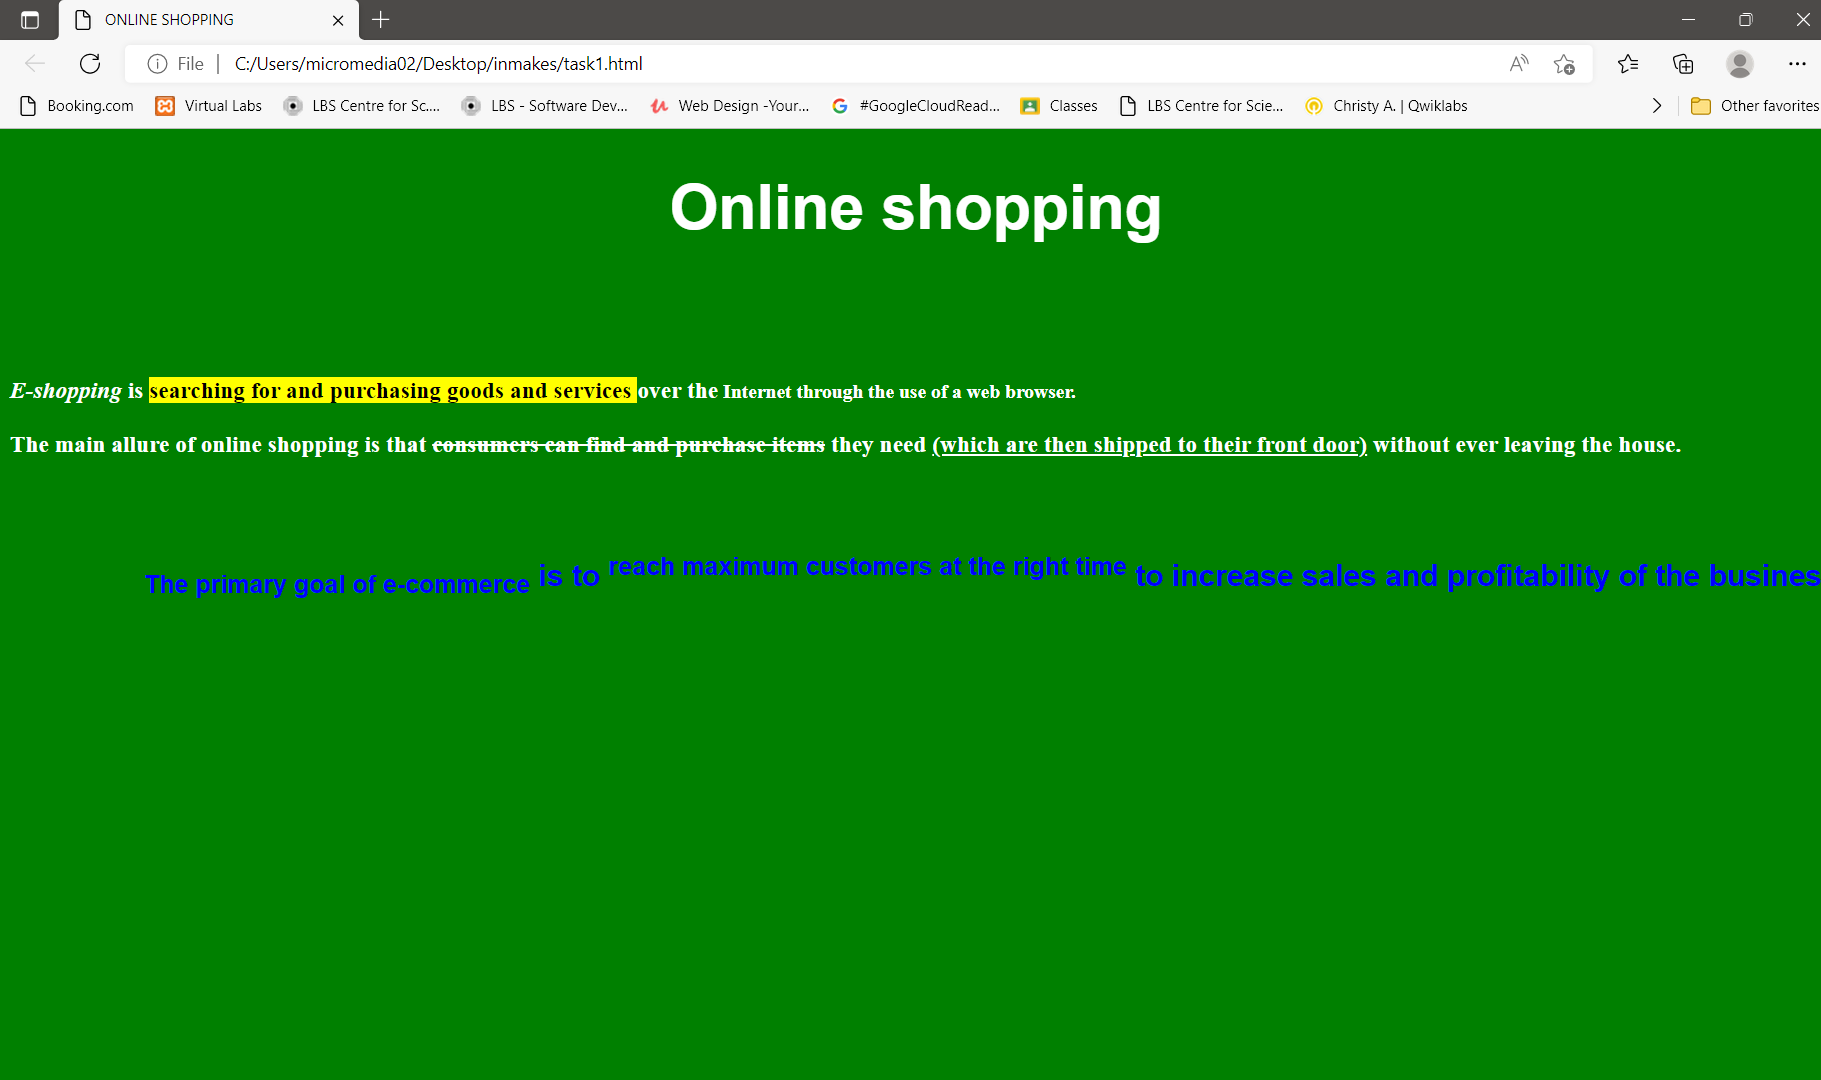 ONLINE SHOPPING
File | C:/Users/micromedia02/Desktop/inmakes/task1.html
Booking.com Virtual Labs LBS Centre for Sc.... LBS - Software Dev... Web Design -Your... #GoogleCloudRead... Classes LBS Centre for Scie... Christy A. | Qwiklabs Other favorites
Online shopping
E-shopping is searching for and purchasing goods and services over the Internet through the use of a web browser.
The main allure of online shopping is that consumers can find and purchase items they need (which are then shipped to their front door) without ever leaving the house.
The primary goal of e-commerce is to reach maximum customers at the right time to increase sales and profitability of the busines